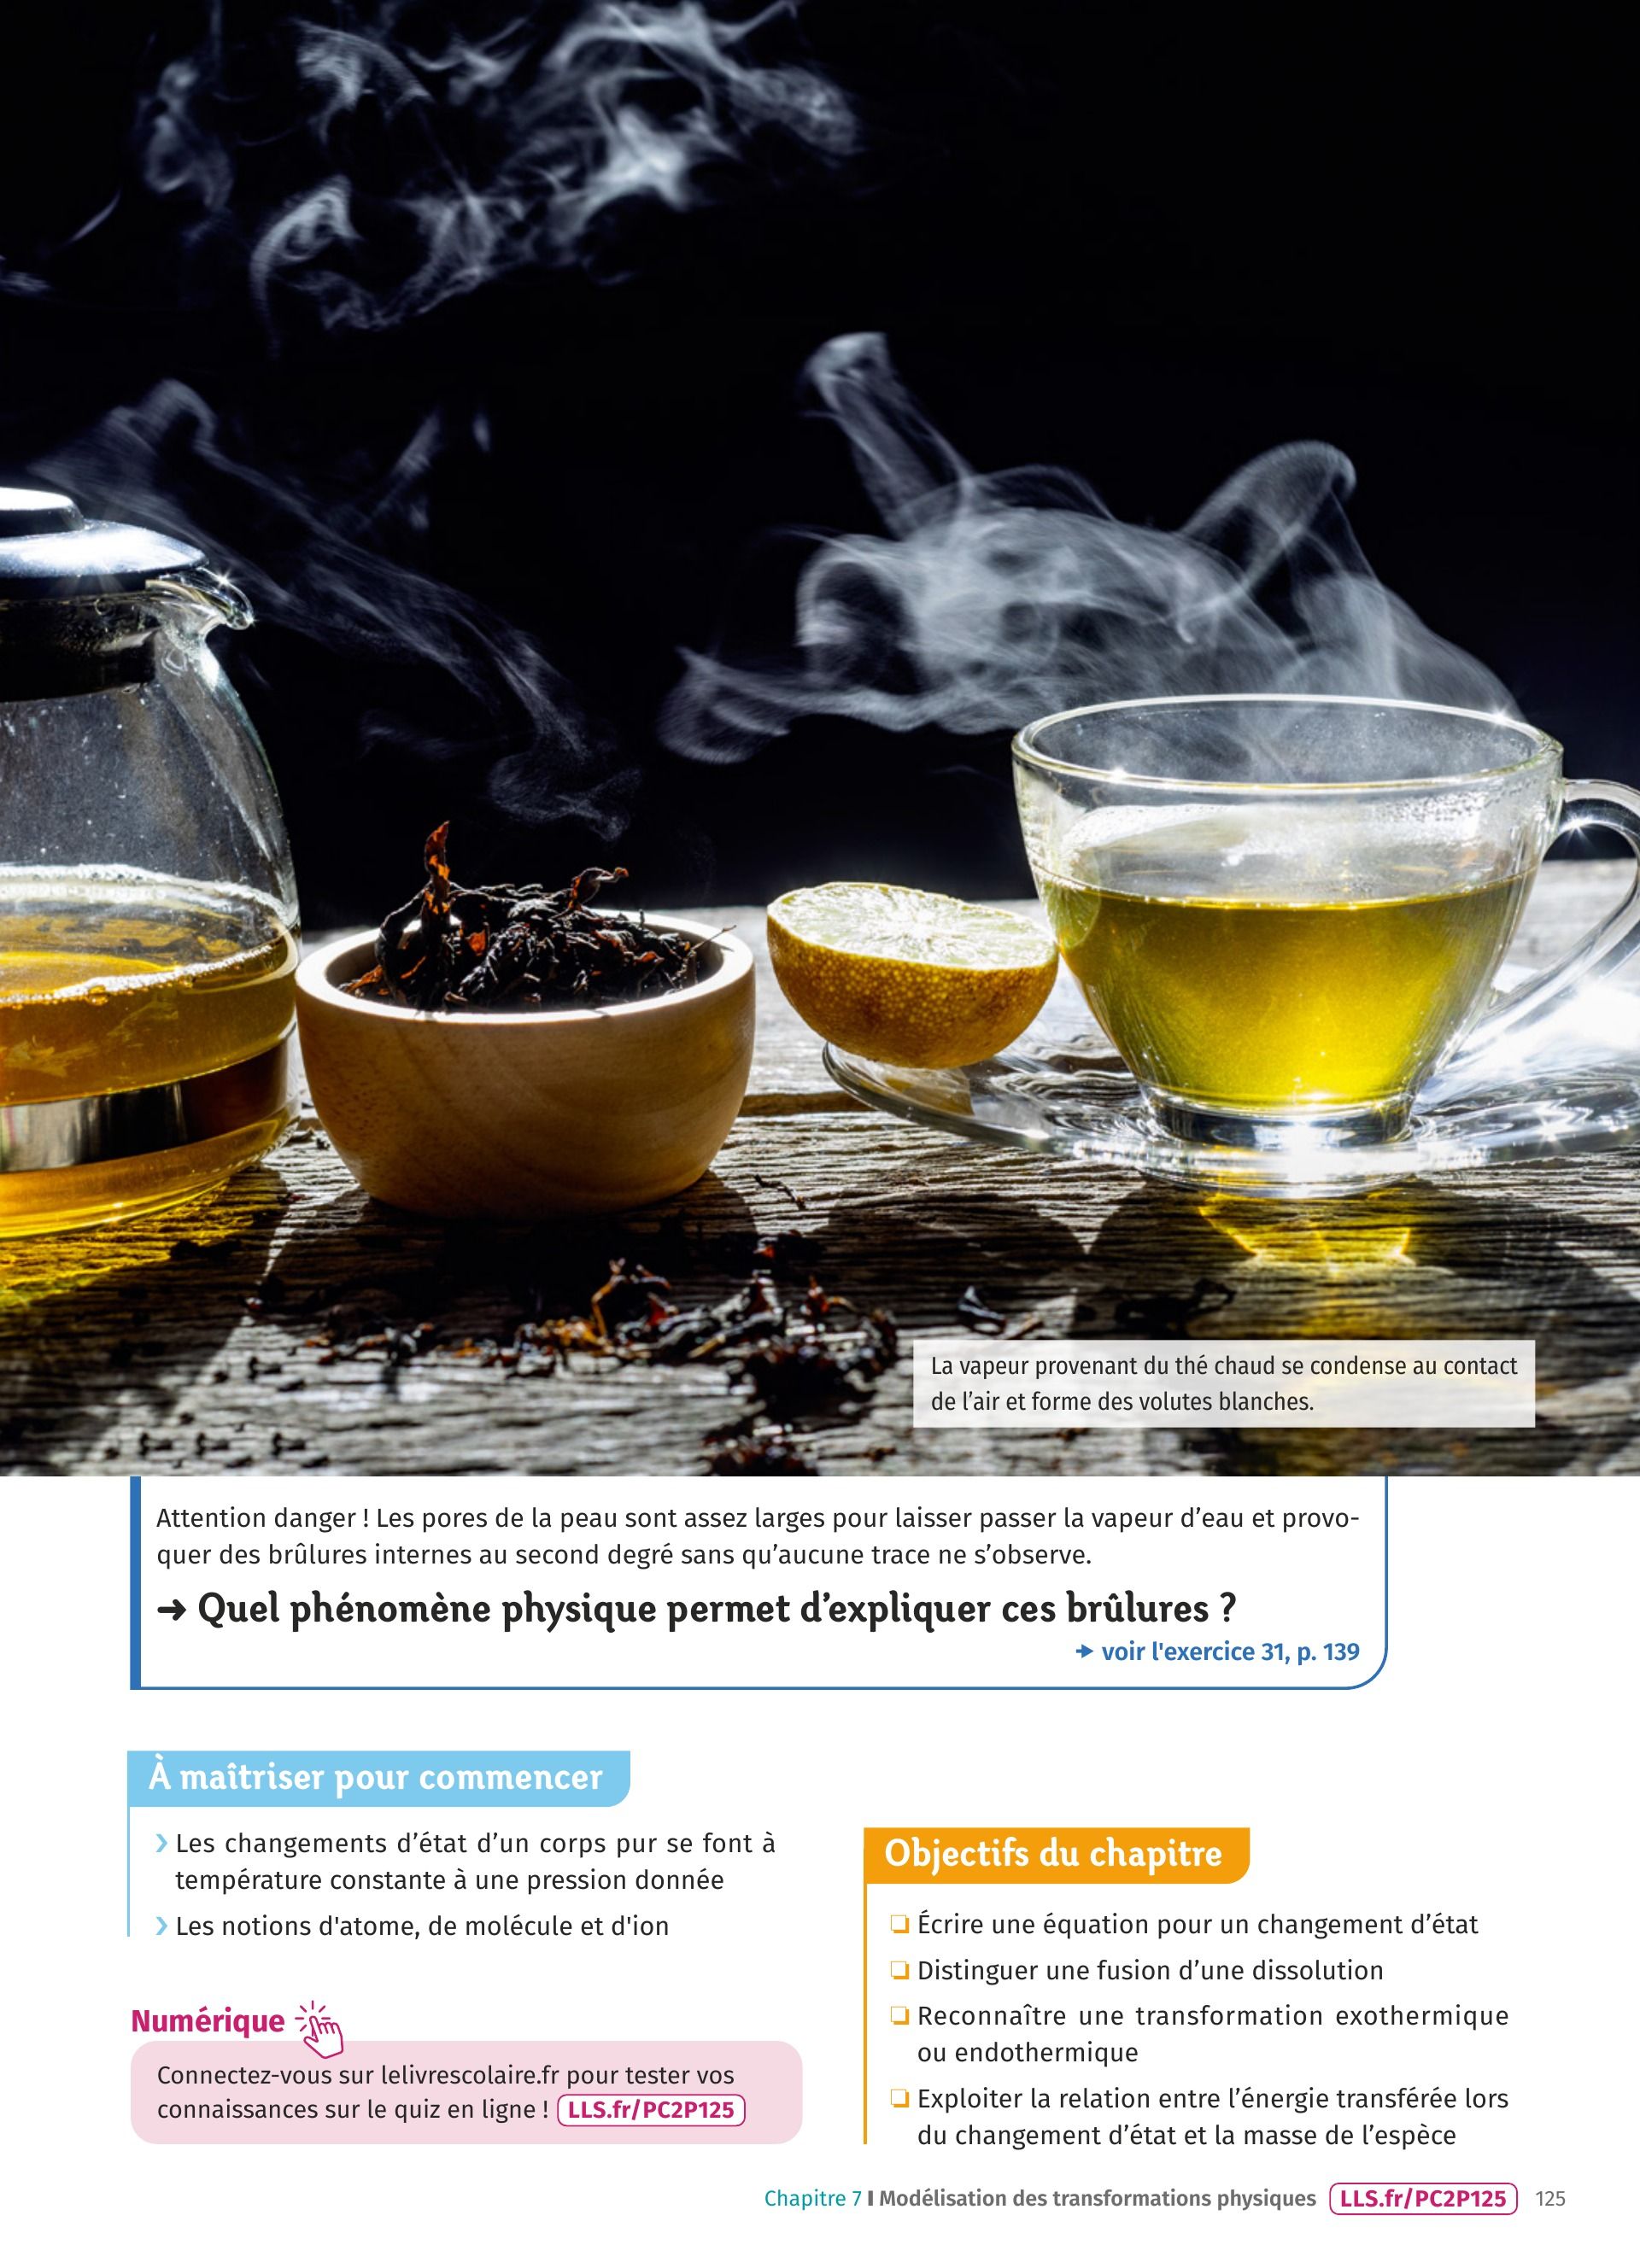 La vapeur provenant du thé chaud se condense au contact
de l’air et forme des volutes blanches.
Attention danger ! Les pores de la peau sont assez larges pour laisser passer la vapeur d’eau et provo-
quer des brûlures internes au second degré sans qu’aucune trace ne s’observe.
➜ Quel phénomène physique permet d’expliquer ces brûlures ?
➜ voir l'exercice 31, p. 139
À maîtriser pour commencer
› Les changements d’état d’un corps pur se font à
température constante à une pression donnée
› Les notions d'atome, de molécule et d'ion
Numérique
Connectez-vous sur lelivrescolaire.fr pour tester vos
connaissances sur le quiz en ligne ! LLS.fr/PC2P125
Objectifs du chapitre
❏ Écrire une équation pour un changement d’état
❏ Distinguer une fusion d’une dissolution
❏ Reconnaître une transformation exothermique
ou endothermique
❏ Exploiter la relation entre l’énergie transférée lors
du changement d’état et la masse de l’espèce
Chapitre 7 I Modélisation des transformations physiques LLS.fr/PC2P125 125